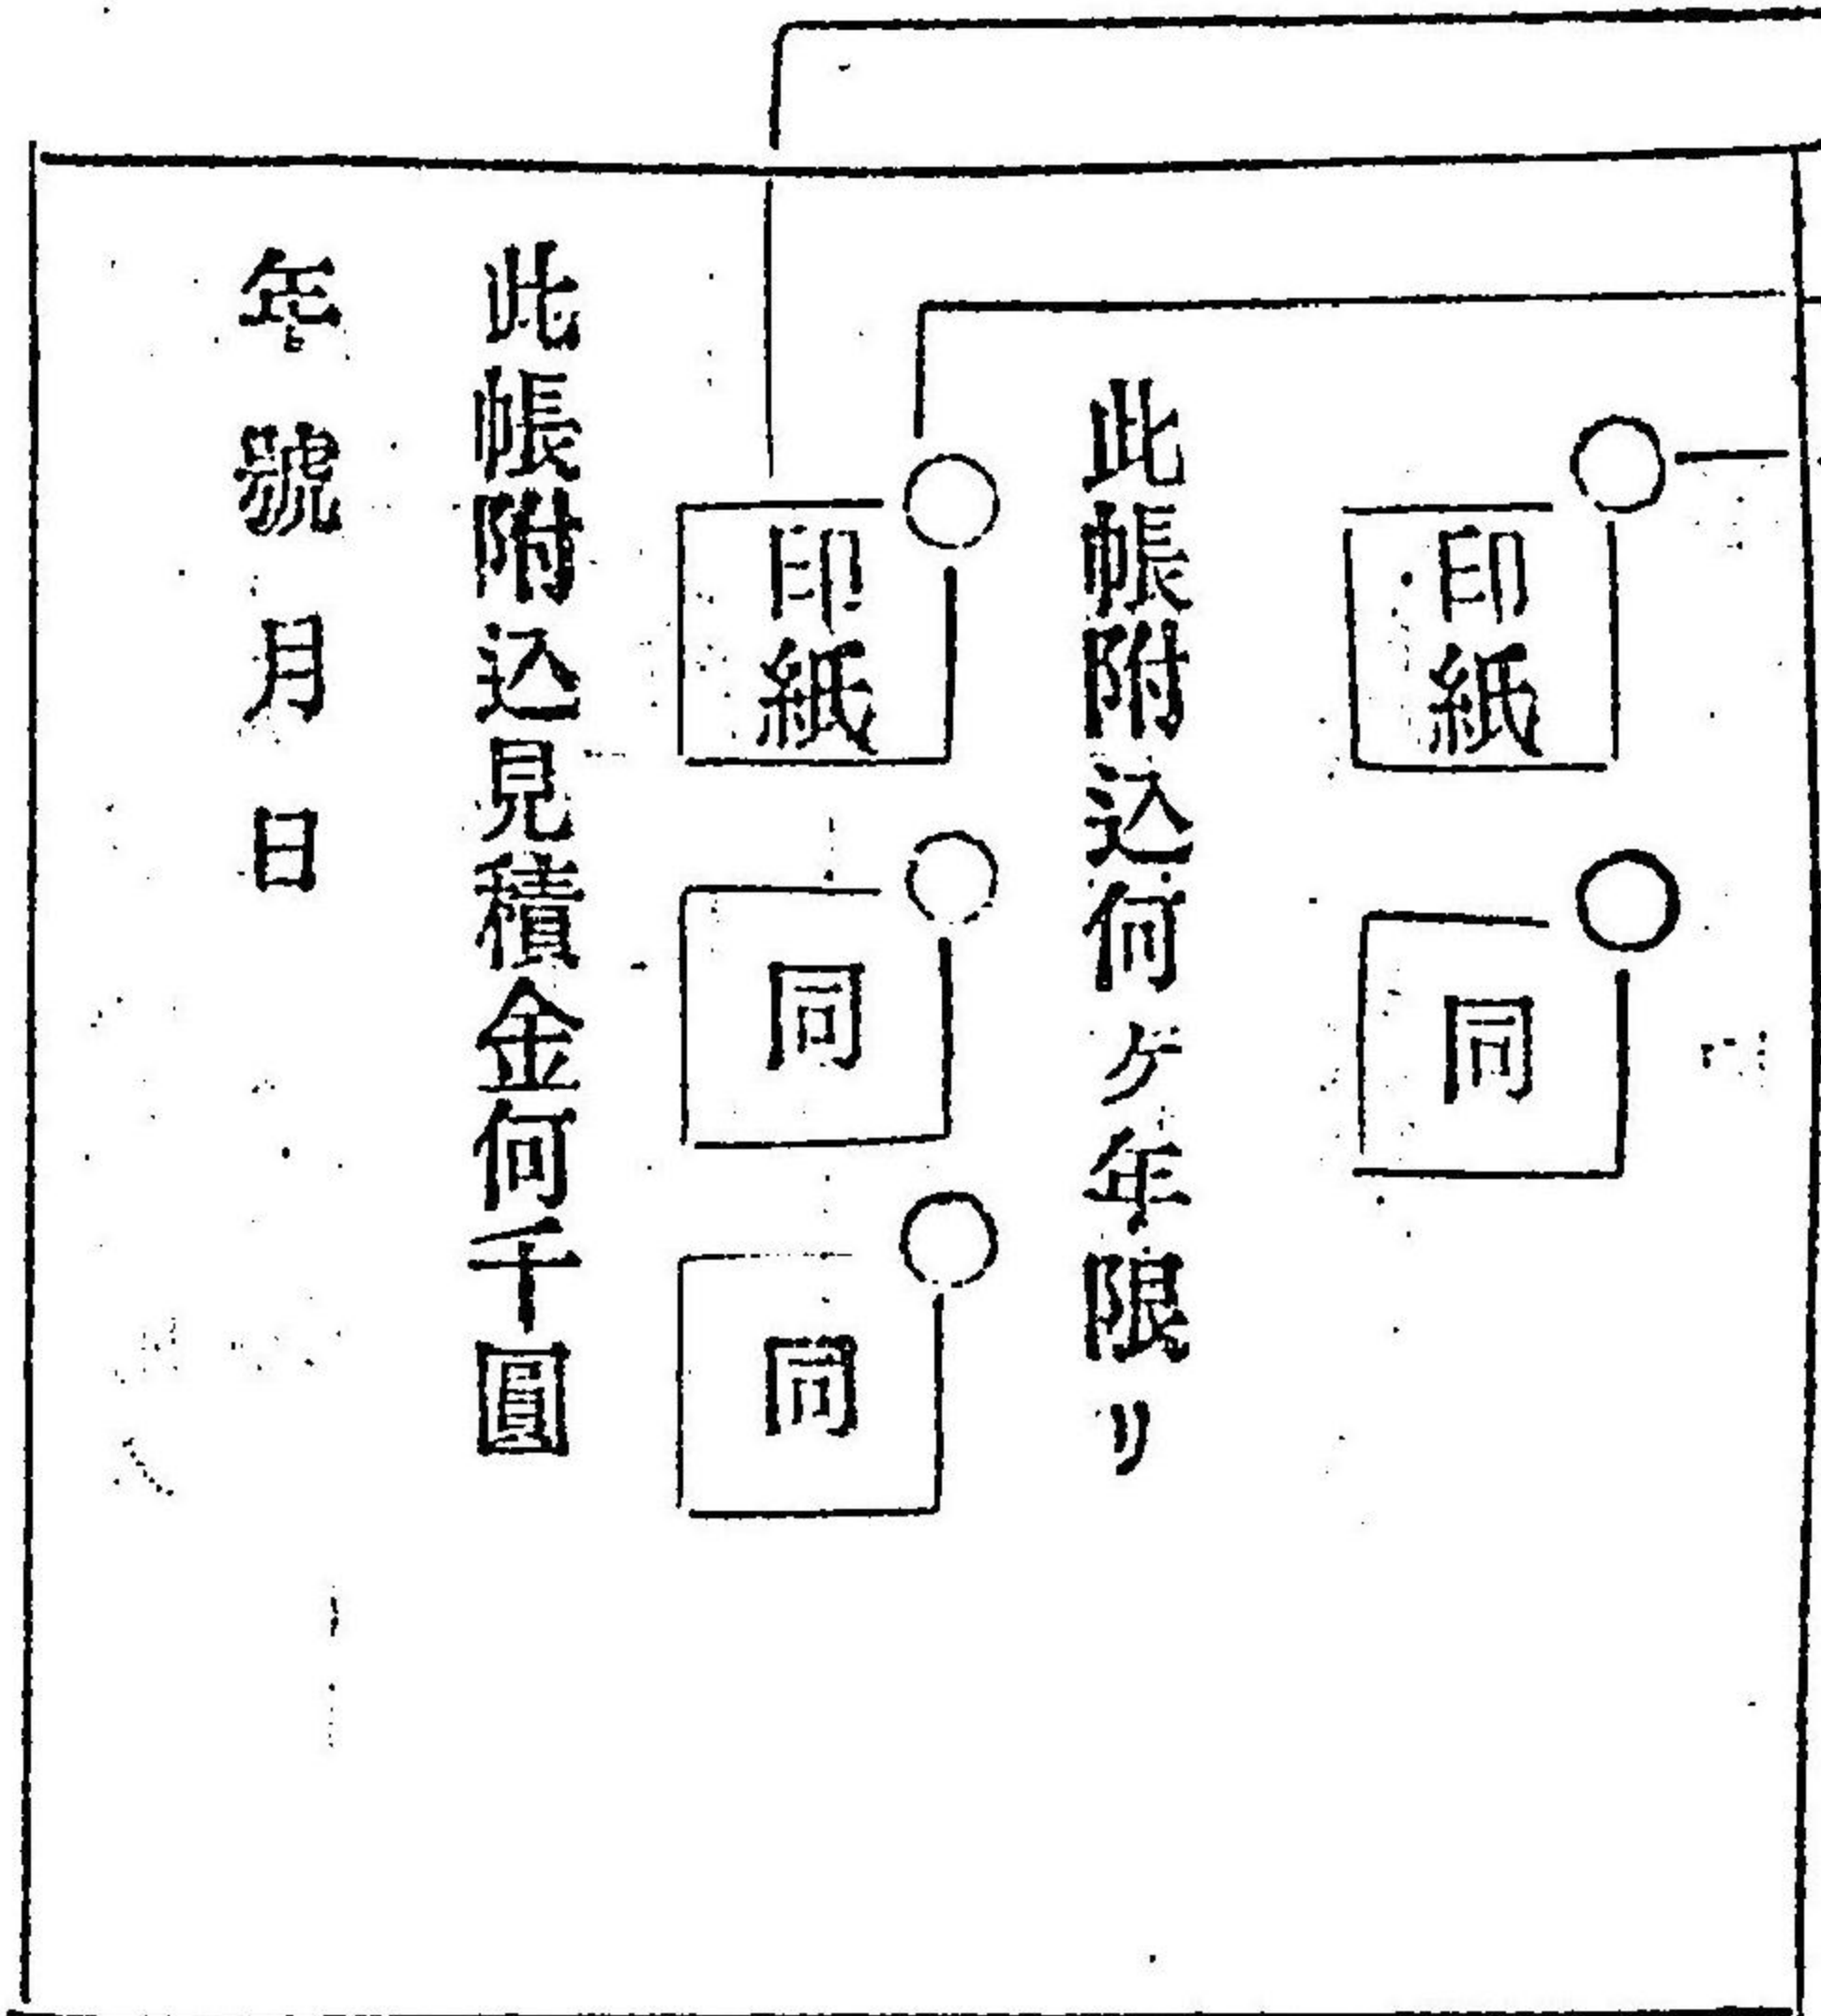 印紙
同
此帳附込何ケ年限リ
印紙
同
同
此帳附込見積金何千圓
年號月日